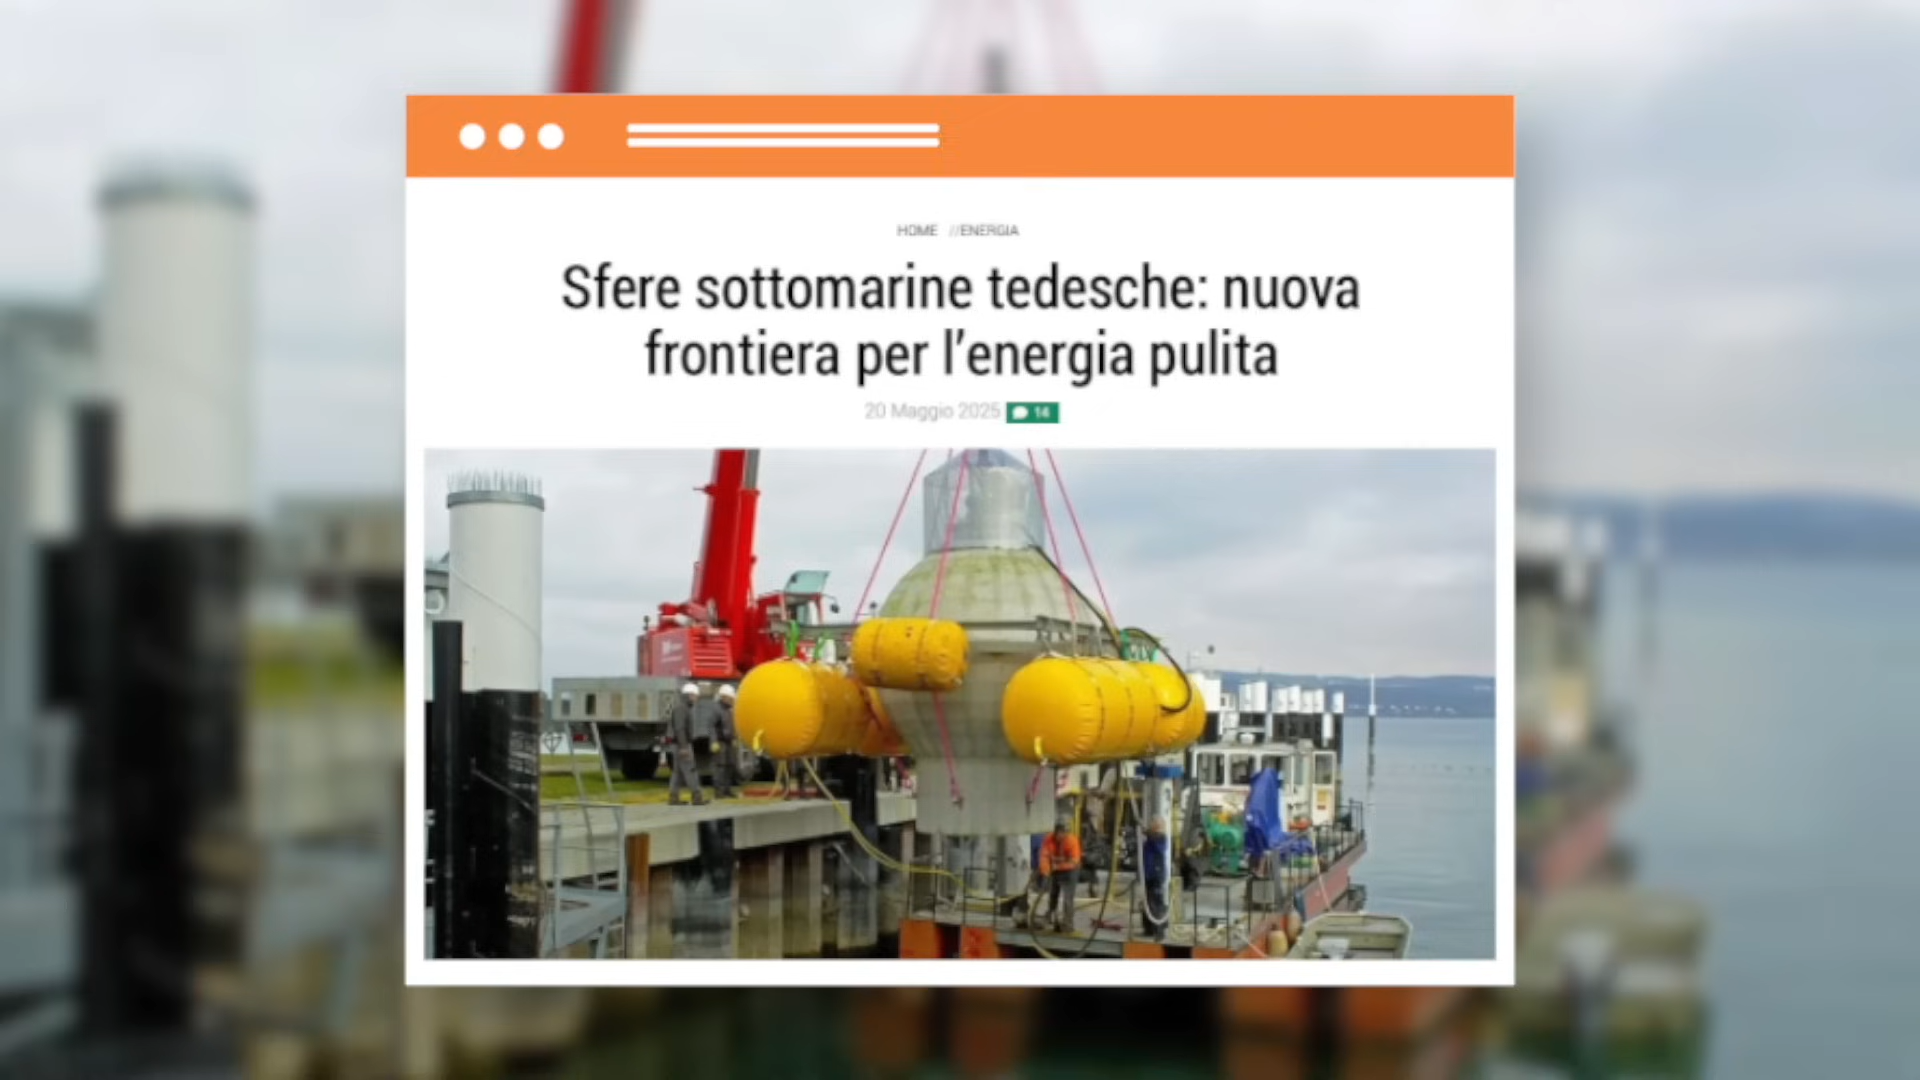 HOME //ENERGIA
Sfere sottomarine tedesche: nuova
frontiera per l'energia pulita
20 Maggio 2025 14